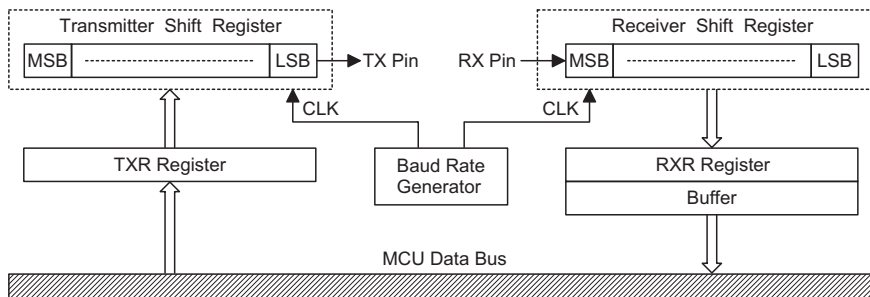 Transmitter Shift Register
Receiver Shift Register
MSB
LSB
TX Pin
RX Pin
MSB
LSB
CLK
CLK
TXR Register
Baud Rate
Generator
RXR Register
Buffer
MCU Data Bus